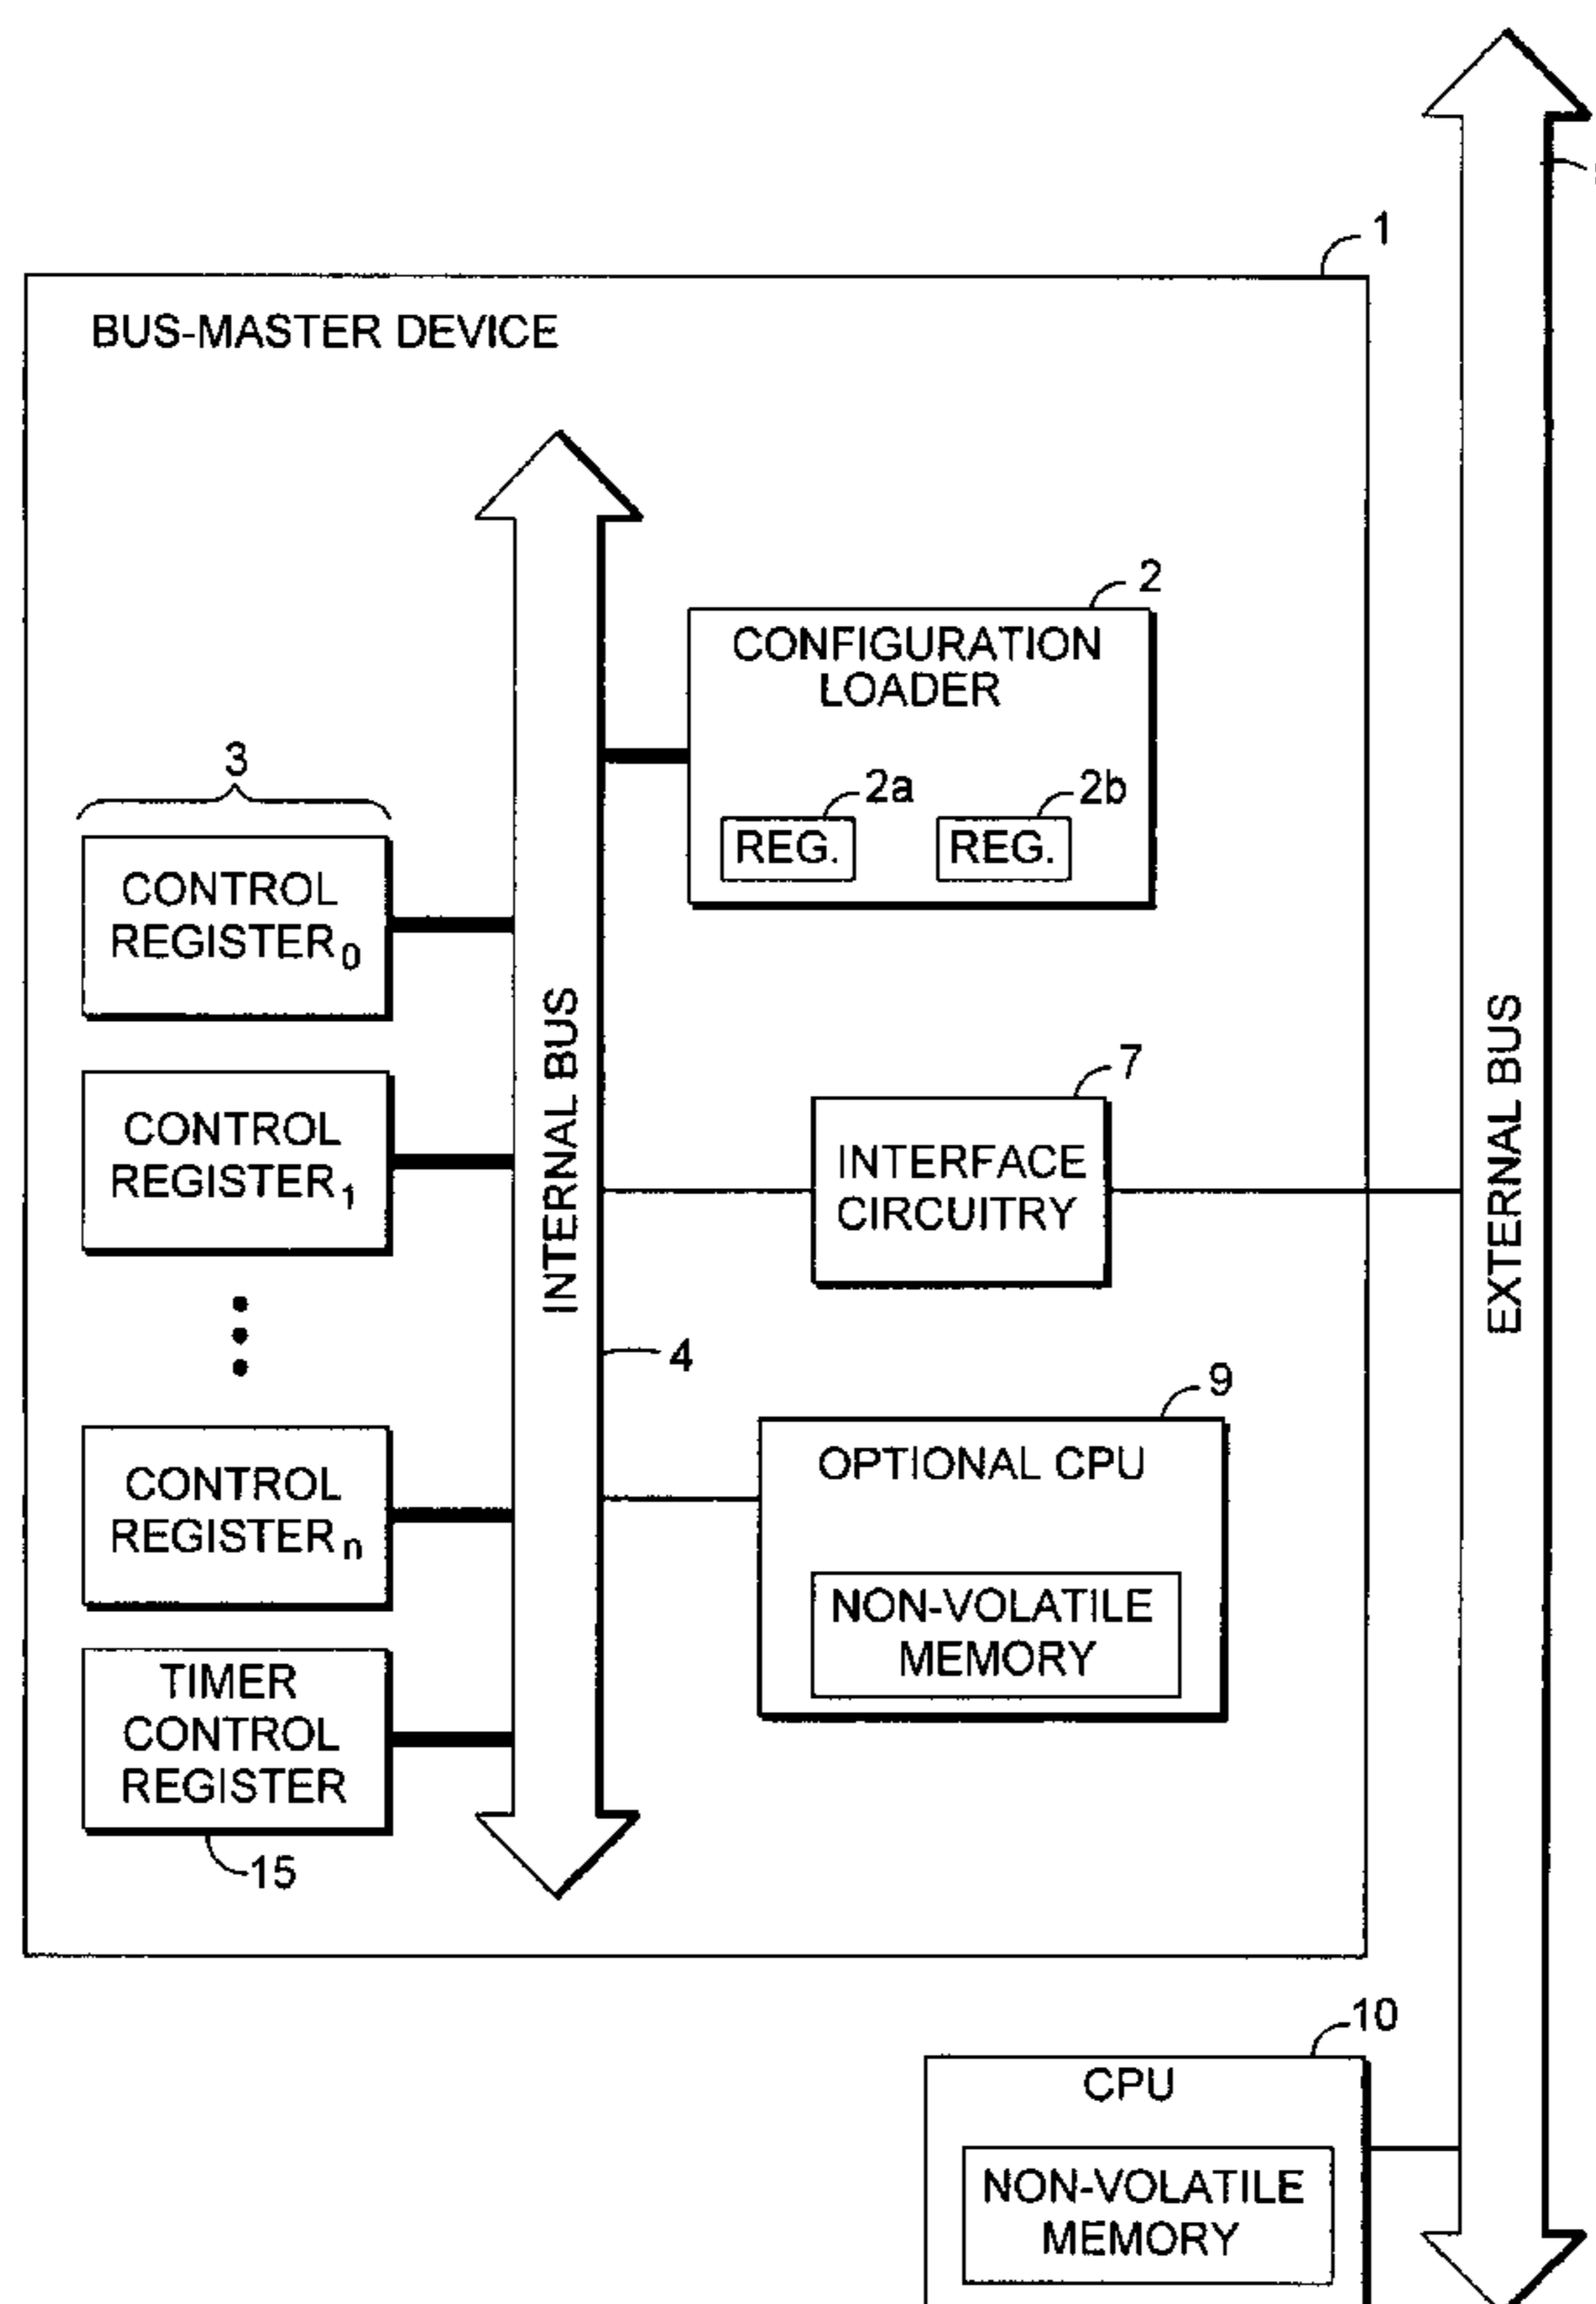 1
BUS-MASTER DEVICE
2
CONFIGURATION
LOADER
2a
2b
REG.
REG.
3
CONTROL
REGISTER0
CONTROL
REGISTER1
CONTROL
REGISTERn
TIMER
CONTROL
REGISTER
15
INTERNAL BUS
4
7
INTERFACE
CIRCUITRY
9
OPTIONAL CPU
NON-VOLATILE
MEMORY
EXTERNAL BUS
10
CPU
NON-VOLATILE
MEMORY